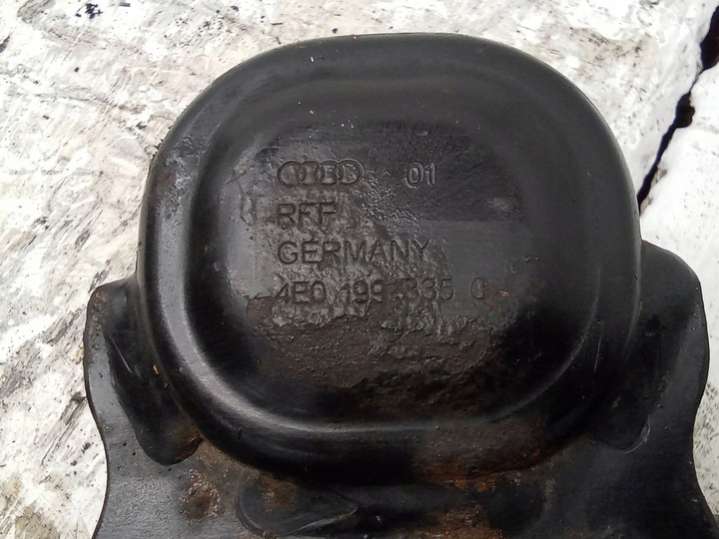 01
RFF
GERMANY
4E0 199 335